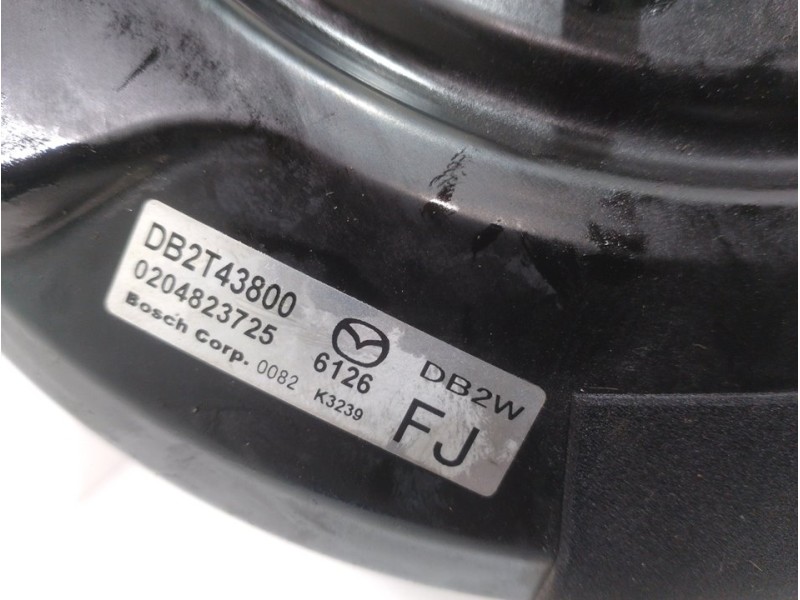 DB2T43800
0204823725
Bosch Corp. 0082
6126
K3239
DB2W
FJ